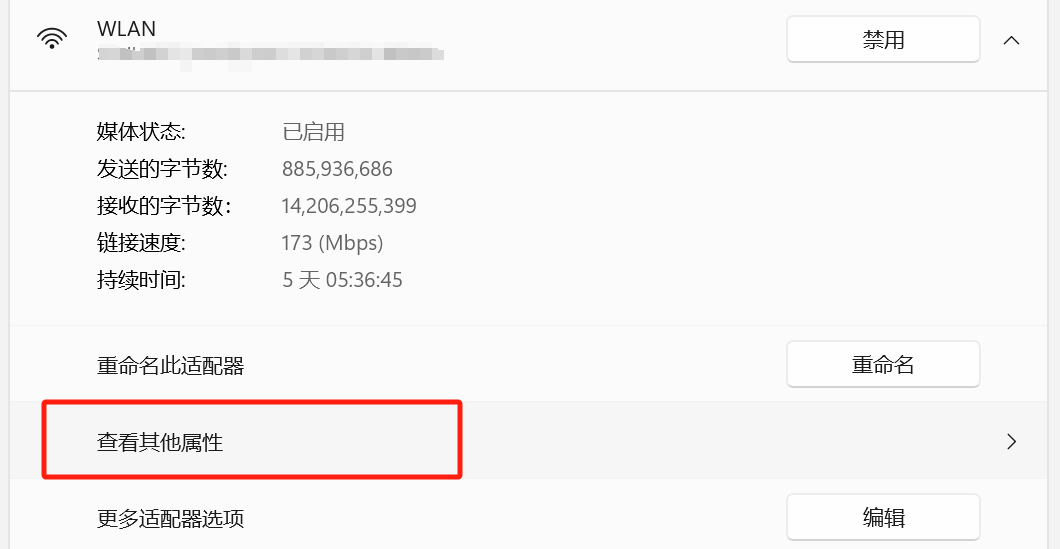 WLAN
禁用
媒体状态: 已启用
发送的字节数: 885,936,686
接收的字节数： 14,206,255,399
链接速度: 173 (Mbps)
持续时间: 5 天 05:36:45
重命名此适配器 重命名
查看其他属性
更多适配器选项 编辑